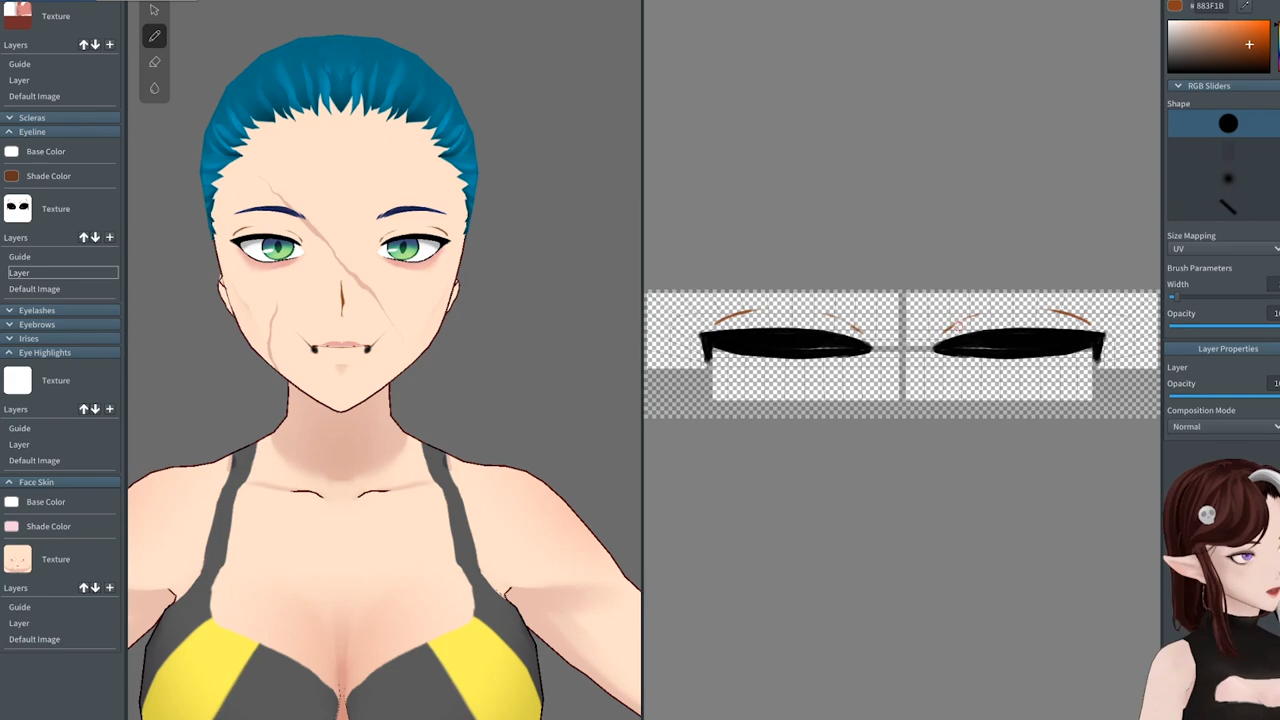 Texture
Layers
Guide
Layer
Default Image
Scleras
Eyeline
Base Color
Shade Color
Texture
Layers
Guide
Layer
Default Image
Eyelashes
Eyebrows
Irises
Eye Highlights
Texture
Layers
Guide
Layer
Default Image
Face Skin
Base Color
Shade Color
Texture
Layers
Guide
Layer
Default Image
# 883F1B
RGB Sliders
Shape
Size Mapping
UV
Brush Parameters
Width
Opacity
Layer Properties
Layer
Opacity
Composition Mode
Normal